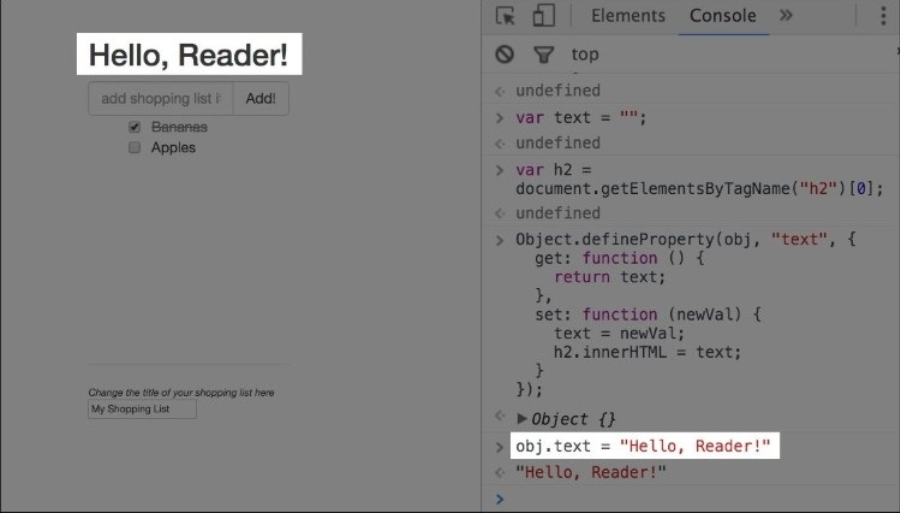 Hello, Reader!
add shopping list i
Add!
Bananas
Apples
Change the title of your shopping list here
My Shopping List
Elements Console »
top
undefined
> var text = "";
undefined
> var h2 =
document.getElementsByTagName("h2")[0];
undefined
> Object.defineProperty(obj, "text", {
get: function () {
return text;
},
set: function (newVal) {
text = newVal;
h2.innerHTML = text;
}
});
▶Object {}
> obj.text = "Hello, Reader!"
"Hello, Reader!"
>